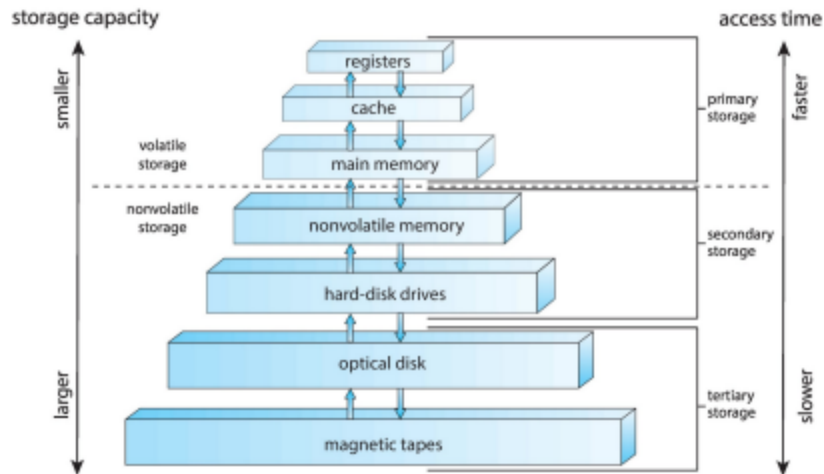 storage capacity
access time
smaller
faster
registers
cache
primary
storage
volatile
storage
main memory
nonvolatile
storage
nonvolatile memory
secondary
storage
hard-disk drives
optical disk
larger
slower
tertiary
storage
magnetic tapes